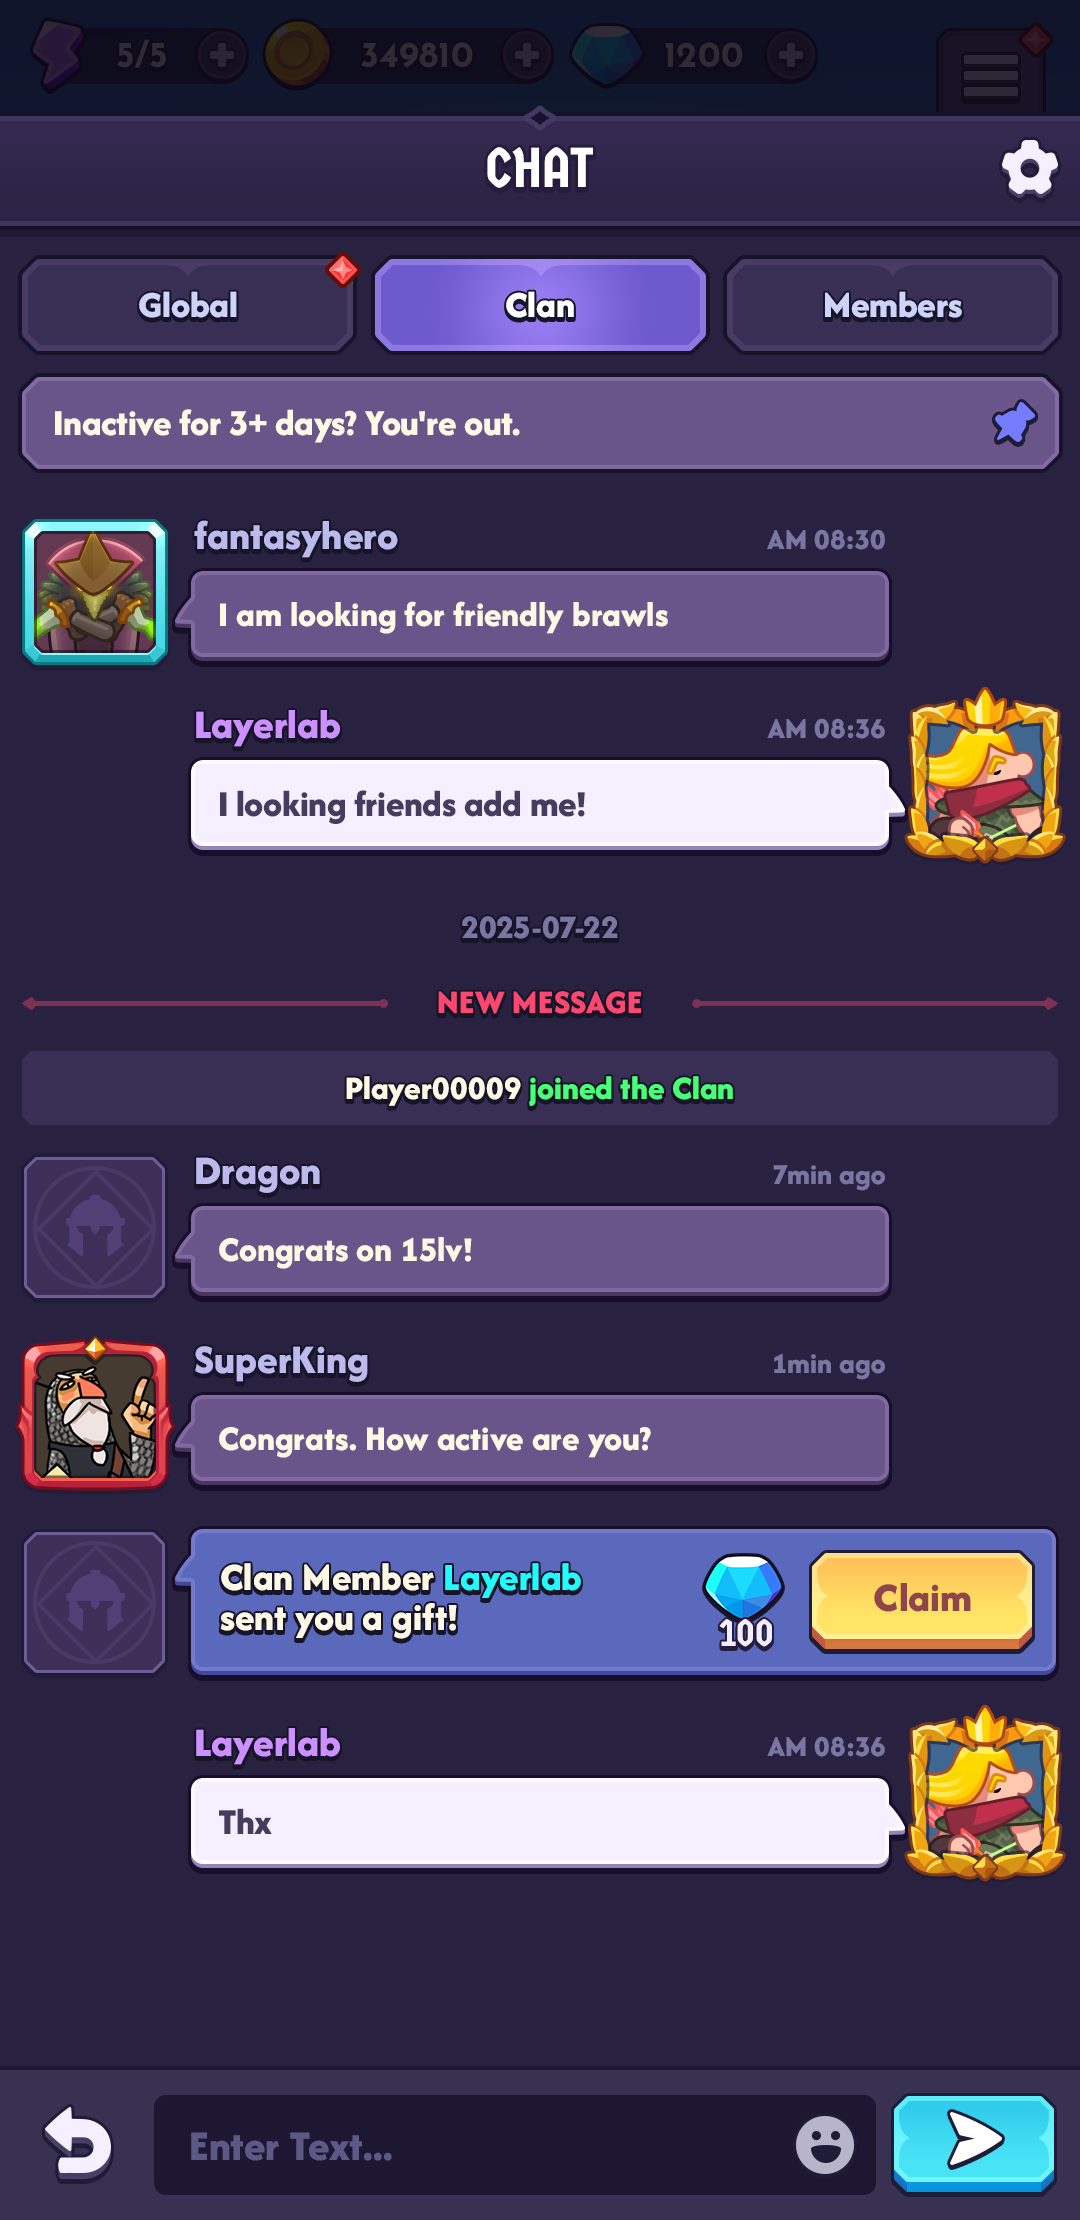 5/5
349810
1200
CHAT
Global
Clan
Members
Inactive for 3+ days? You're out.
fantasyhero
AM 08:30
I am looking for friendly brawls
Layerlab
AM 08:36
I looking friends add me!
2025-07-22
NEW MESSAGE
Player00009 joined the Clan
Dragon
7min ago
Congrats on 15lv!
SuperKing
1min ago
Congrats. How active are you?
Clan Member Layerlab
sent you a gift!
100
Claim
Layerlab
AM 08:36
Thx
Enter Text...